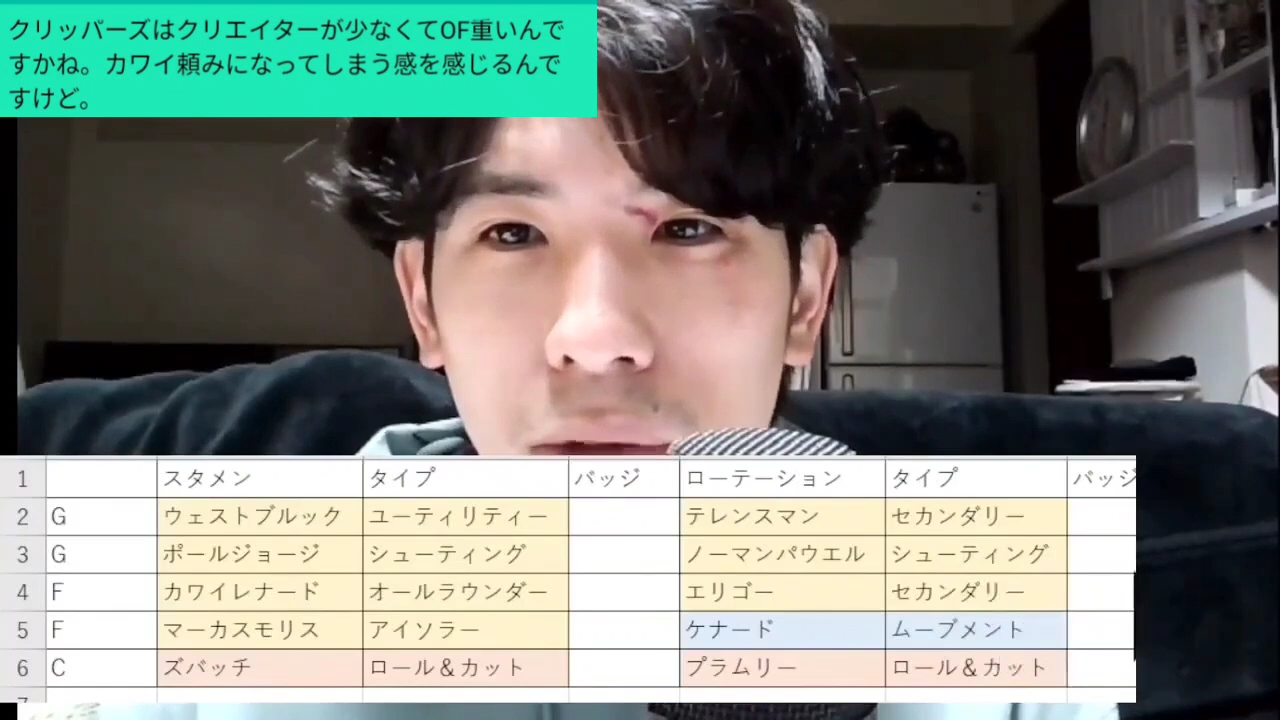 クリッパーズはクリエイターが少なくてOF重いんで
すかね。カワイ頼みになってしまう感を感じるんで
すけど。
1 スタメン タイプ バッジ ローテーション タイプ バッジ
2 G ウェストブルック ユーティリティー テレンスマン セカンダリー
3 G ポールジョージ シューティング ノーマンパウエル シューティング
4 F カワイレナード オールラウンダー エリゴー セカンダリー
5 F マーカスモリス アイソラー ケナード ムーブメント
6 C ズバッチ ロール＆カット プラムリー ロール＆カット